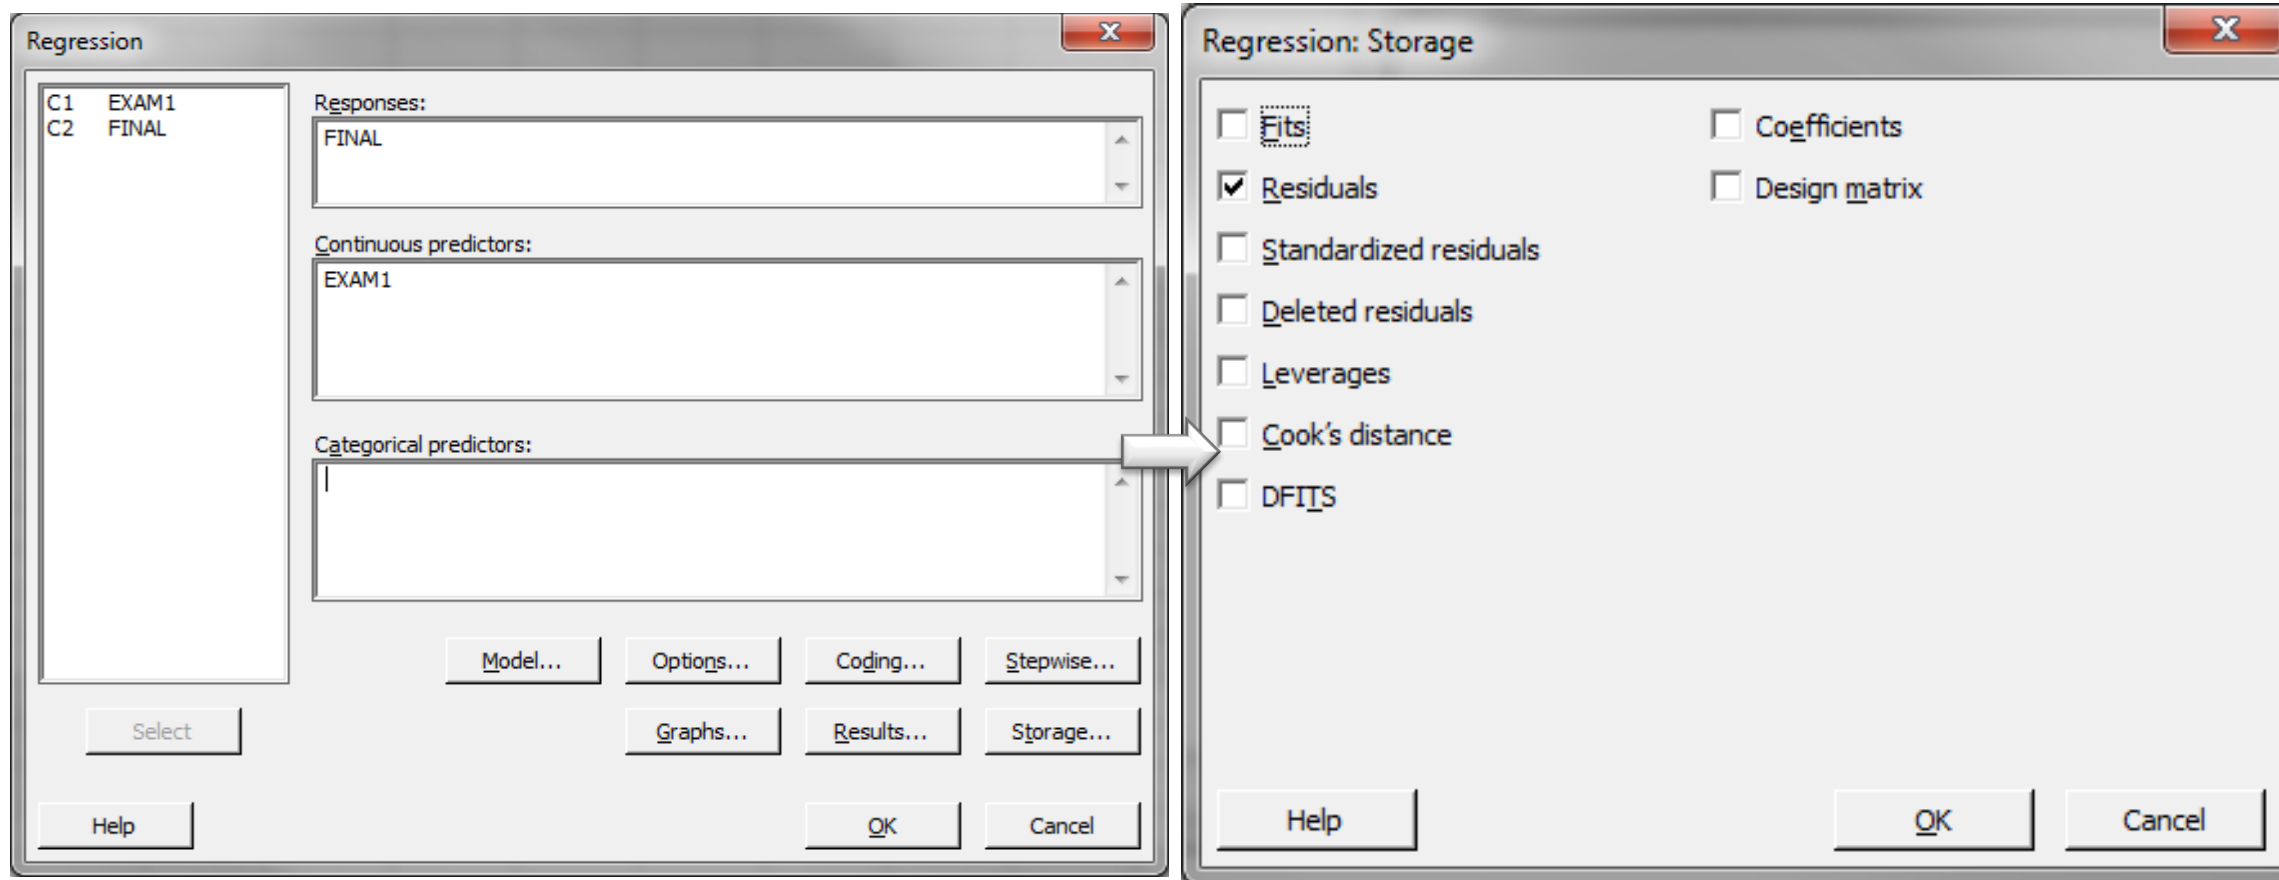 Regression
C1 EXAM1
C2 FINAL
Responses:
FINAL
Continuous predictors:
EXAM1
Categorical predictors:
Model...
Options...
Coding...
Stepwise...
Select
Graphs...
Results...
Storage...
Help
OK
Cancel
Regression: Storage
Fits
Coefficients
Residuals
Design matrix
Standardized residuals
Deleted residuals
Leverages
Cook's distance
DFITS
Help
OK
Cancel